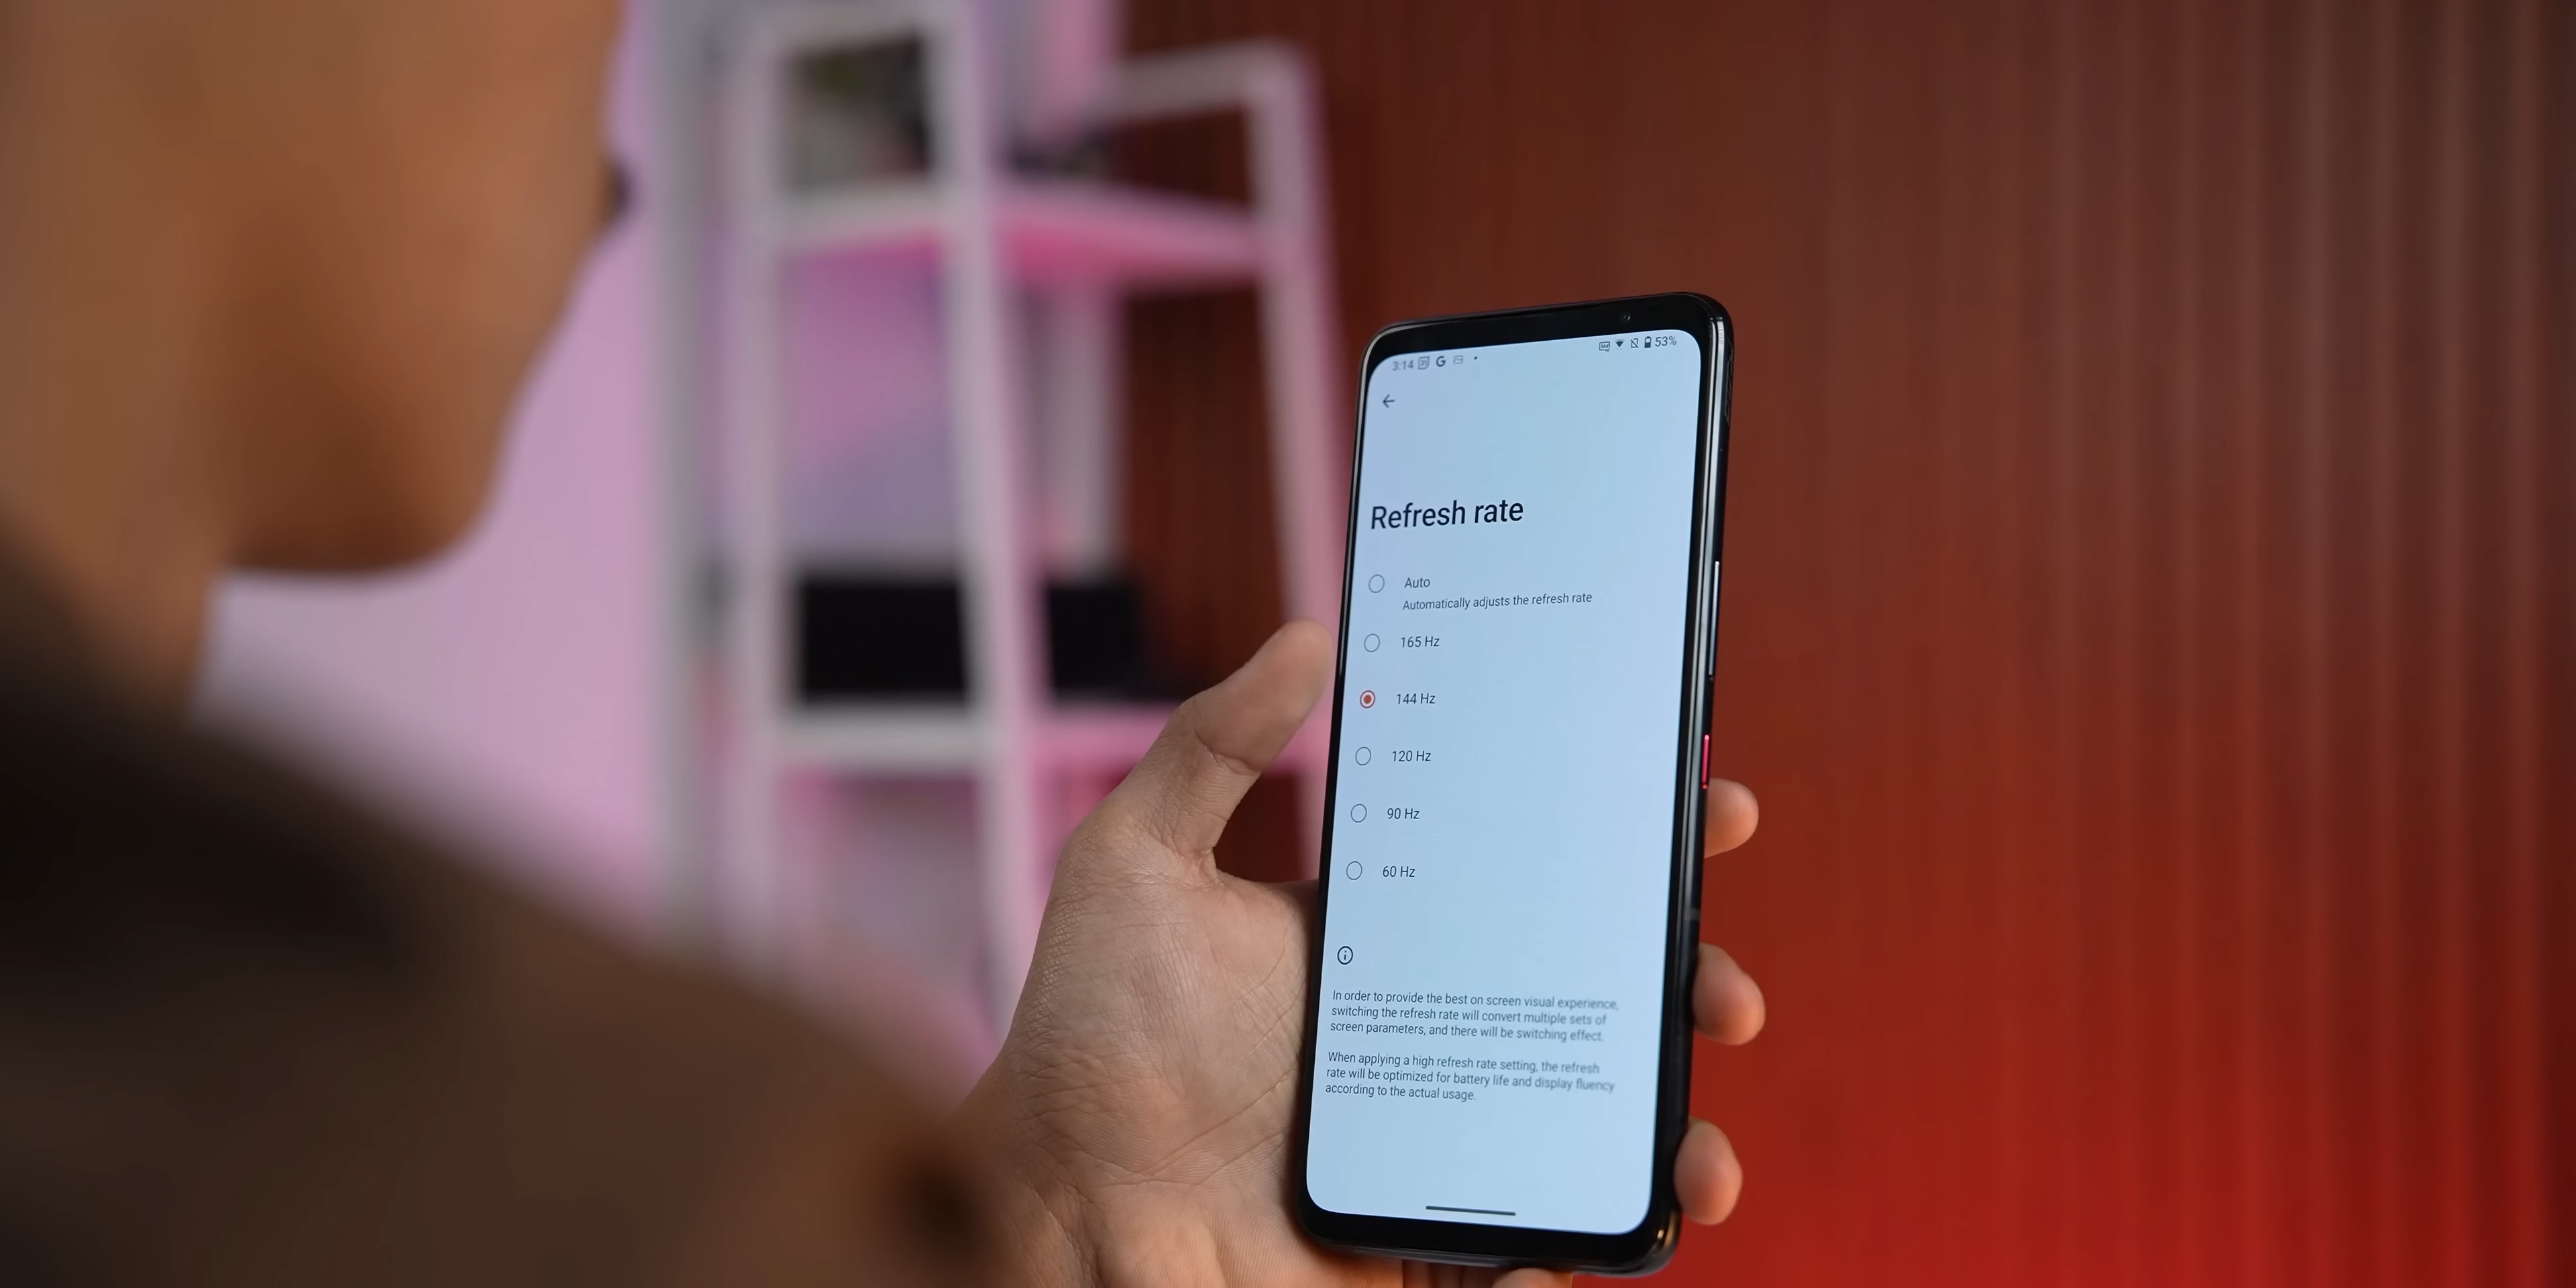 3:14 G 53%
Refresh rate
Auto
Automatically adjusts the refresh rate
165 Hz
144 Hz
120 Hz
90 Hz
60 Hz
In order to provide the best on screen visual experience,
switching the refresh rate will convert multiple sets of
screen parameters, and there will be switching effect.
When applying a high refresh rate setting, the refresh
rate will be optimized for battery life and display fluency
according to the actual usage.